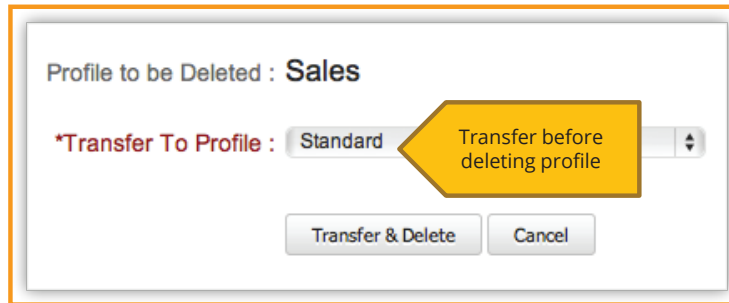 Profile to be Deleted : Sales
*Transfer To Profile : Standard
Transfer before
deleting profile
Transfer & Delete Cancel